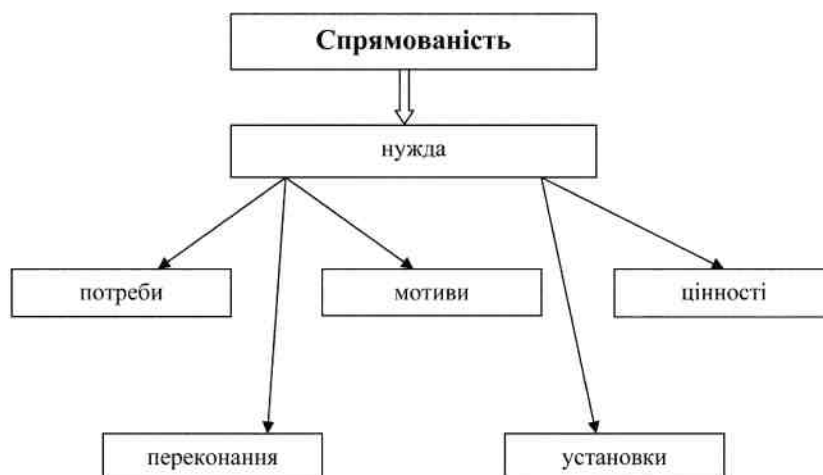 Спрямованість
нужда
потреби
мотиви
цінності
переконання
установки